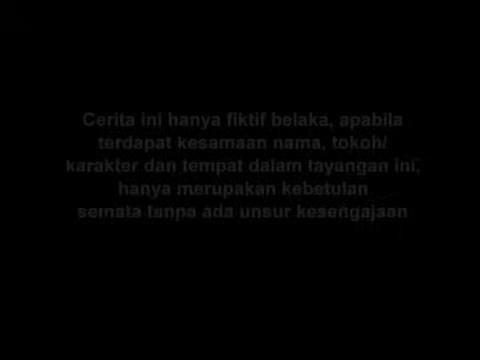 Cerita ini hanya fiktif belaka, apabila
terdapat kesamaan nama, tokoh/
karakter dan tempat dalam tayangan ini,
hanya merupakan kebetulan
semata tanpa ada unsur kesengajaan